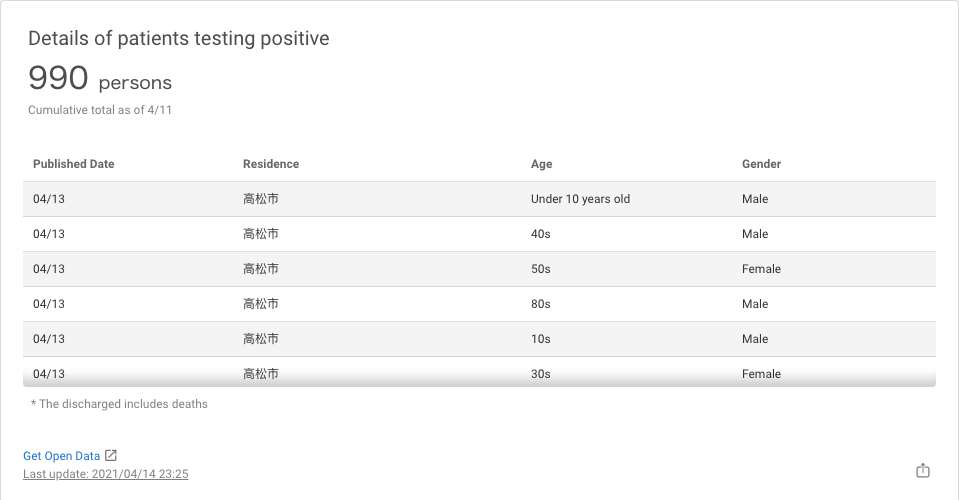 Details of patients testing positive
990 persons
Cumulative total as of 4/11
Published Date Residence Age Gender
04/13 高松市 Under 10 years old Male
04/13 高松市 40s Male
04/13 高松市 50s Female
04/13 高松市 80s Male
04/13 高松市 10s Male
04/13 高松市 30s Female
* The discharged includes deaths
Get Open Data
Last update: 2021/04/14 23:25